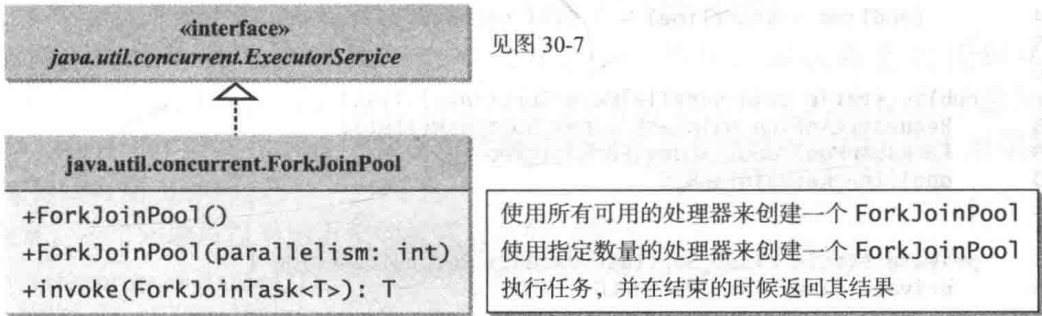 «interface»
java.util.concurrent.ExecutorService
见图 30-7
java.util.concurrent.ForkJoinPool
+ForkJoinPool()
+ForkJoinPool(parallelism: int)
+invoke(ForkJoinTask<T>): T
使用所有可用的处理器来创建一个 ForkJoinPool
使用指定数量的处理器来创建一个 ForkJoinPool
执行任务，并在结束的时候返回其结果